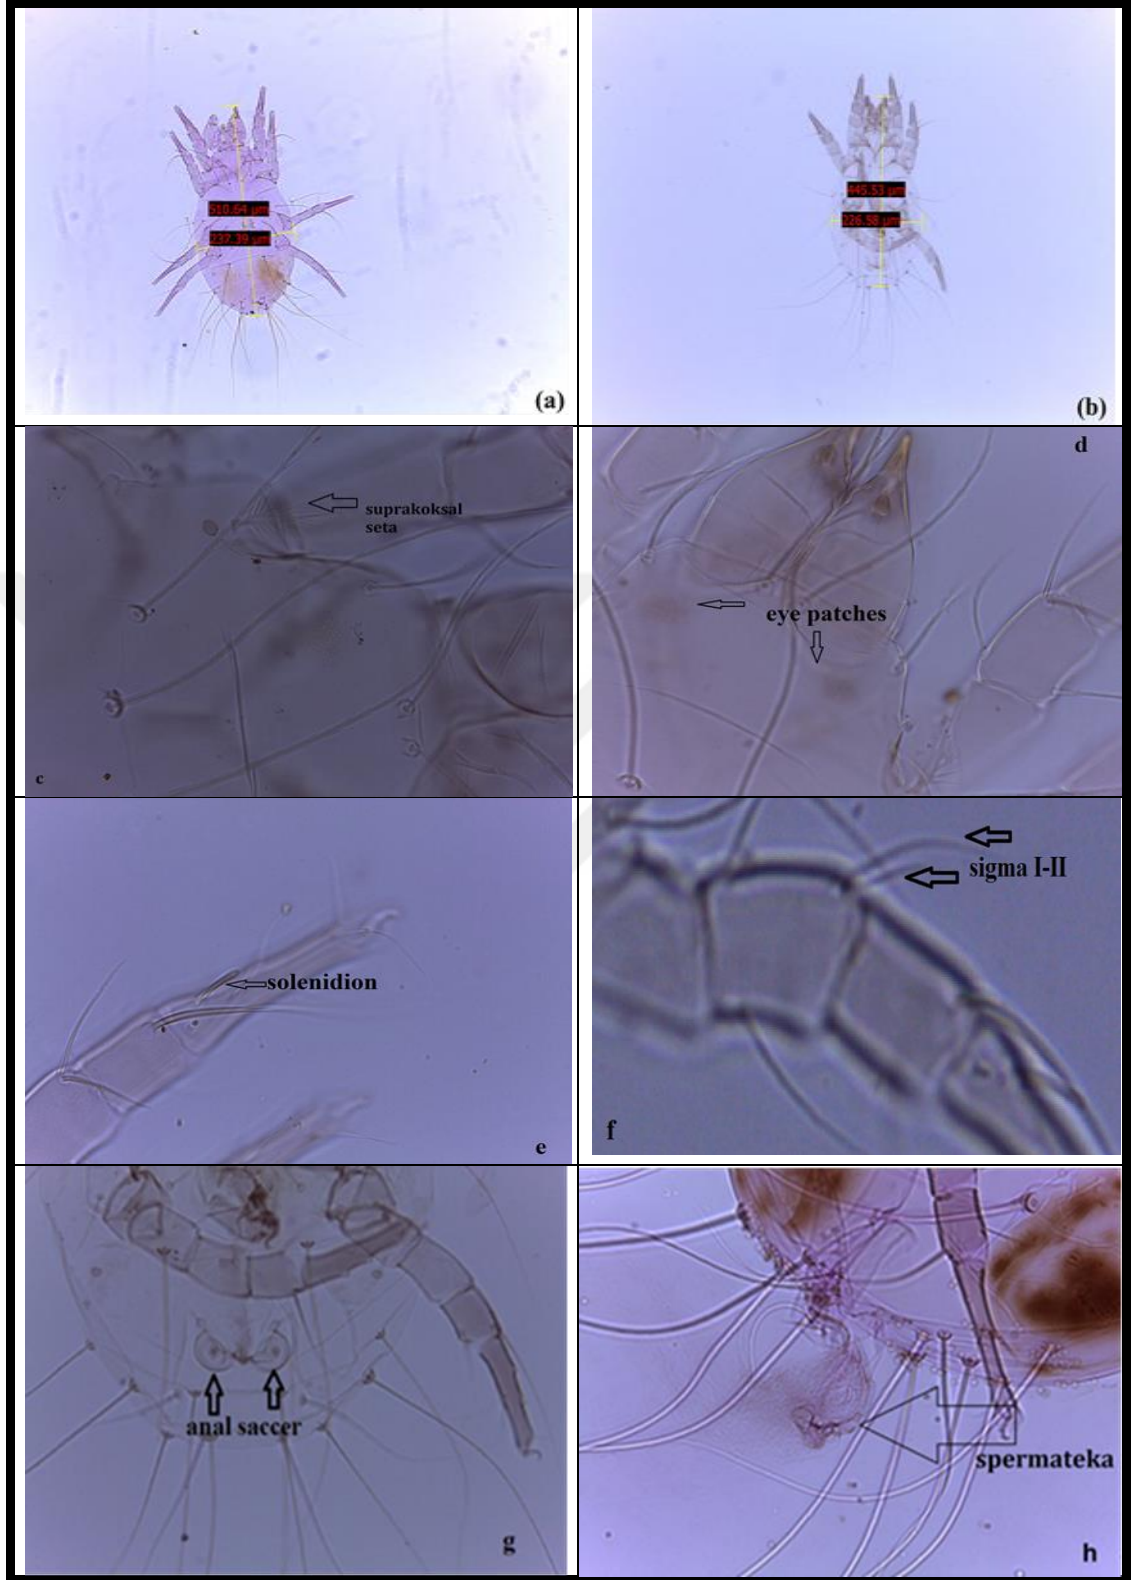 510.64 µm
237.39 µm
(a)
445.53 µm
226.98 µm
(b)
suprakoksal
seta
c
d
eye patches
solenidion
e
sigma I-II
f
anal saccer
g
spermateka
h